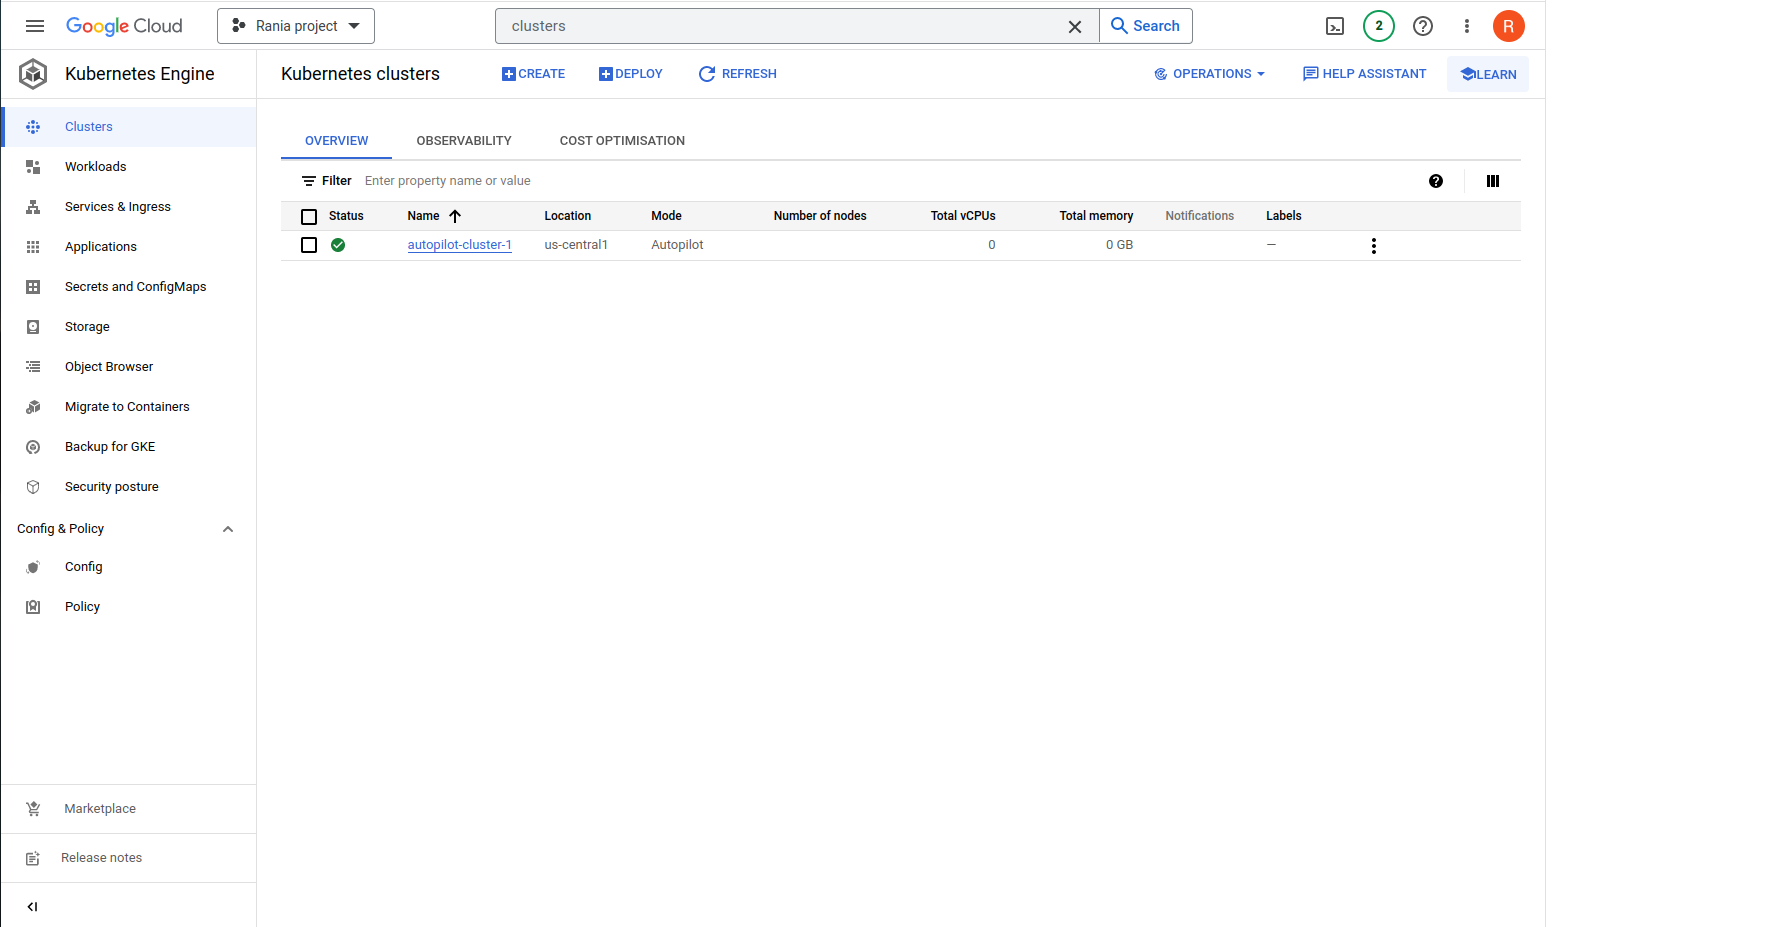 Google Cloud
Rania project
clusters
Search
2
R
Kubernetes Engine
Kubernetes clusters
CREATE
DEPLOY
REFRESH
OPERATIONS
HELP ASSISTANT
LEARN
Clusters
Workloads
Services & Ingress
Applications
Secrets and ConfigMaps
Storage
Object Browser
Migrate to Containers
Backup for GKE
Security posture
Config & Policy
Config
Policy
Marketplace
Release notes
OVERVIEW
OBSERVABILITY
COST OPTIMISATION
Filter
Enter property name or value
Status
Name
Location
Mode
Number of nodes
Total vCPUs
Total memory
Notifications
Labels
autopilot-cluster-1
us-central1
Autopilot
0
0 GB
—